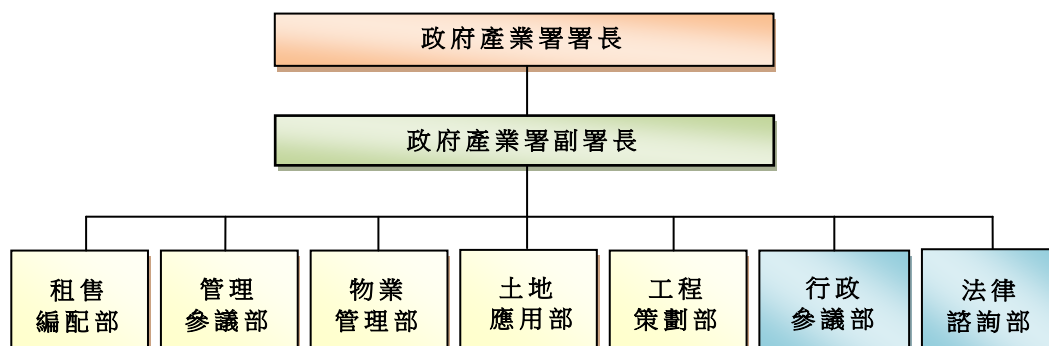 政府產業署署長
政府產業署副署長
租售
編配部
管理
參議部
物業
管理部
土地
應用部
工程
策劃部
行政
參議部
法律
諮詢部